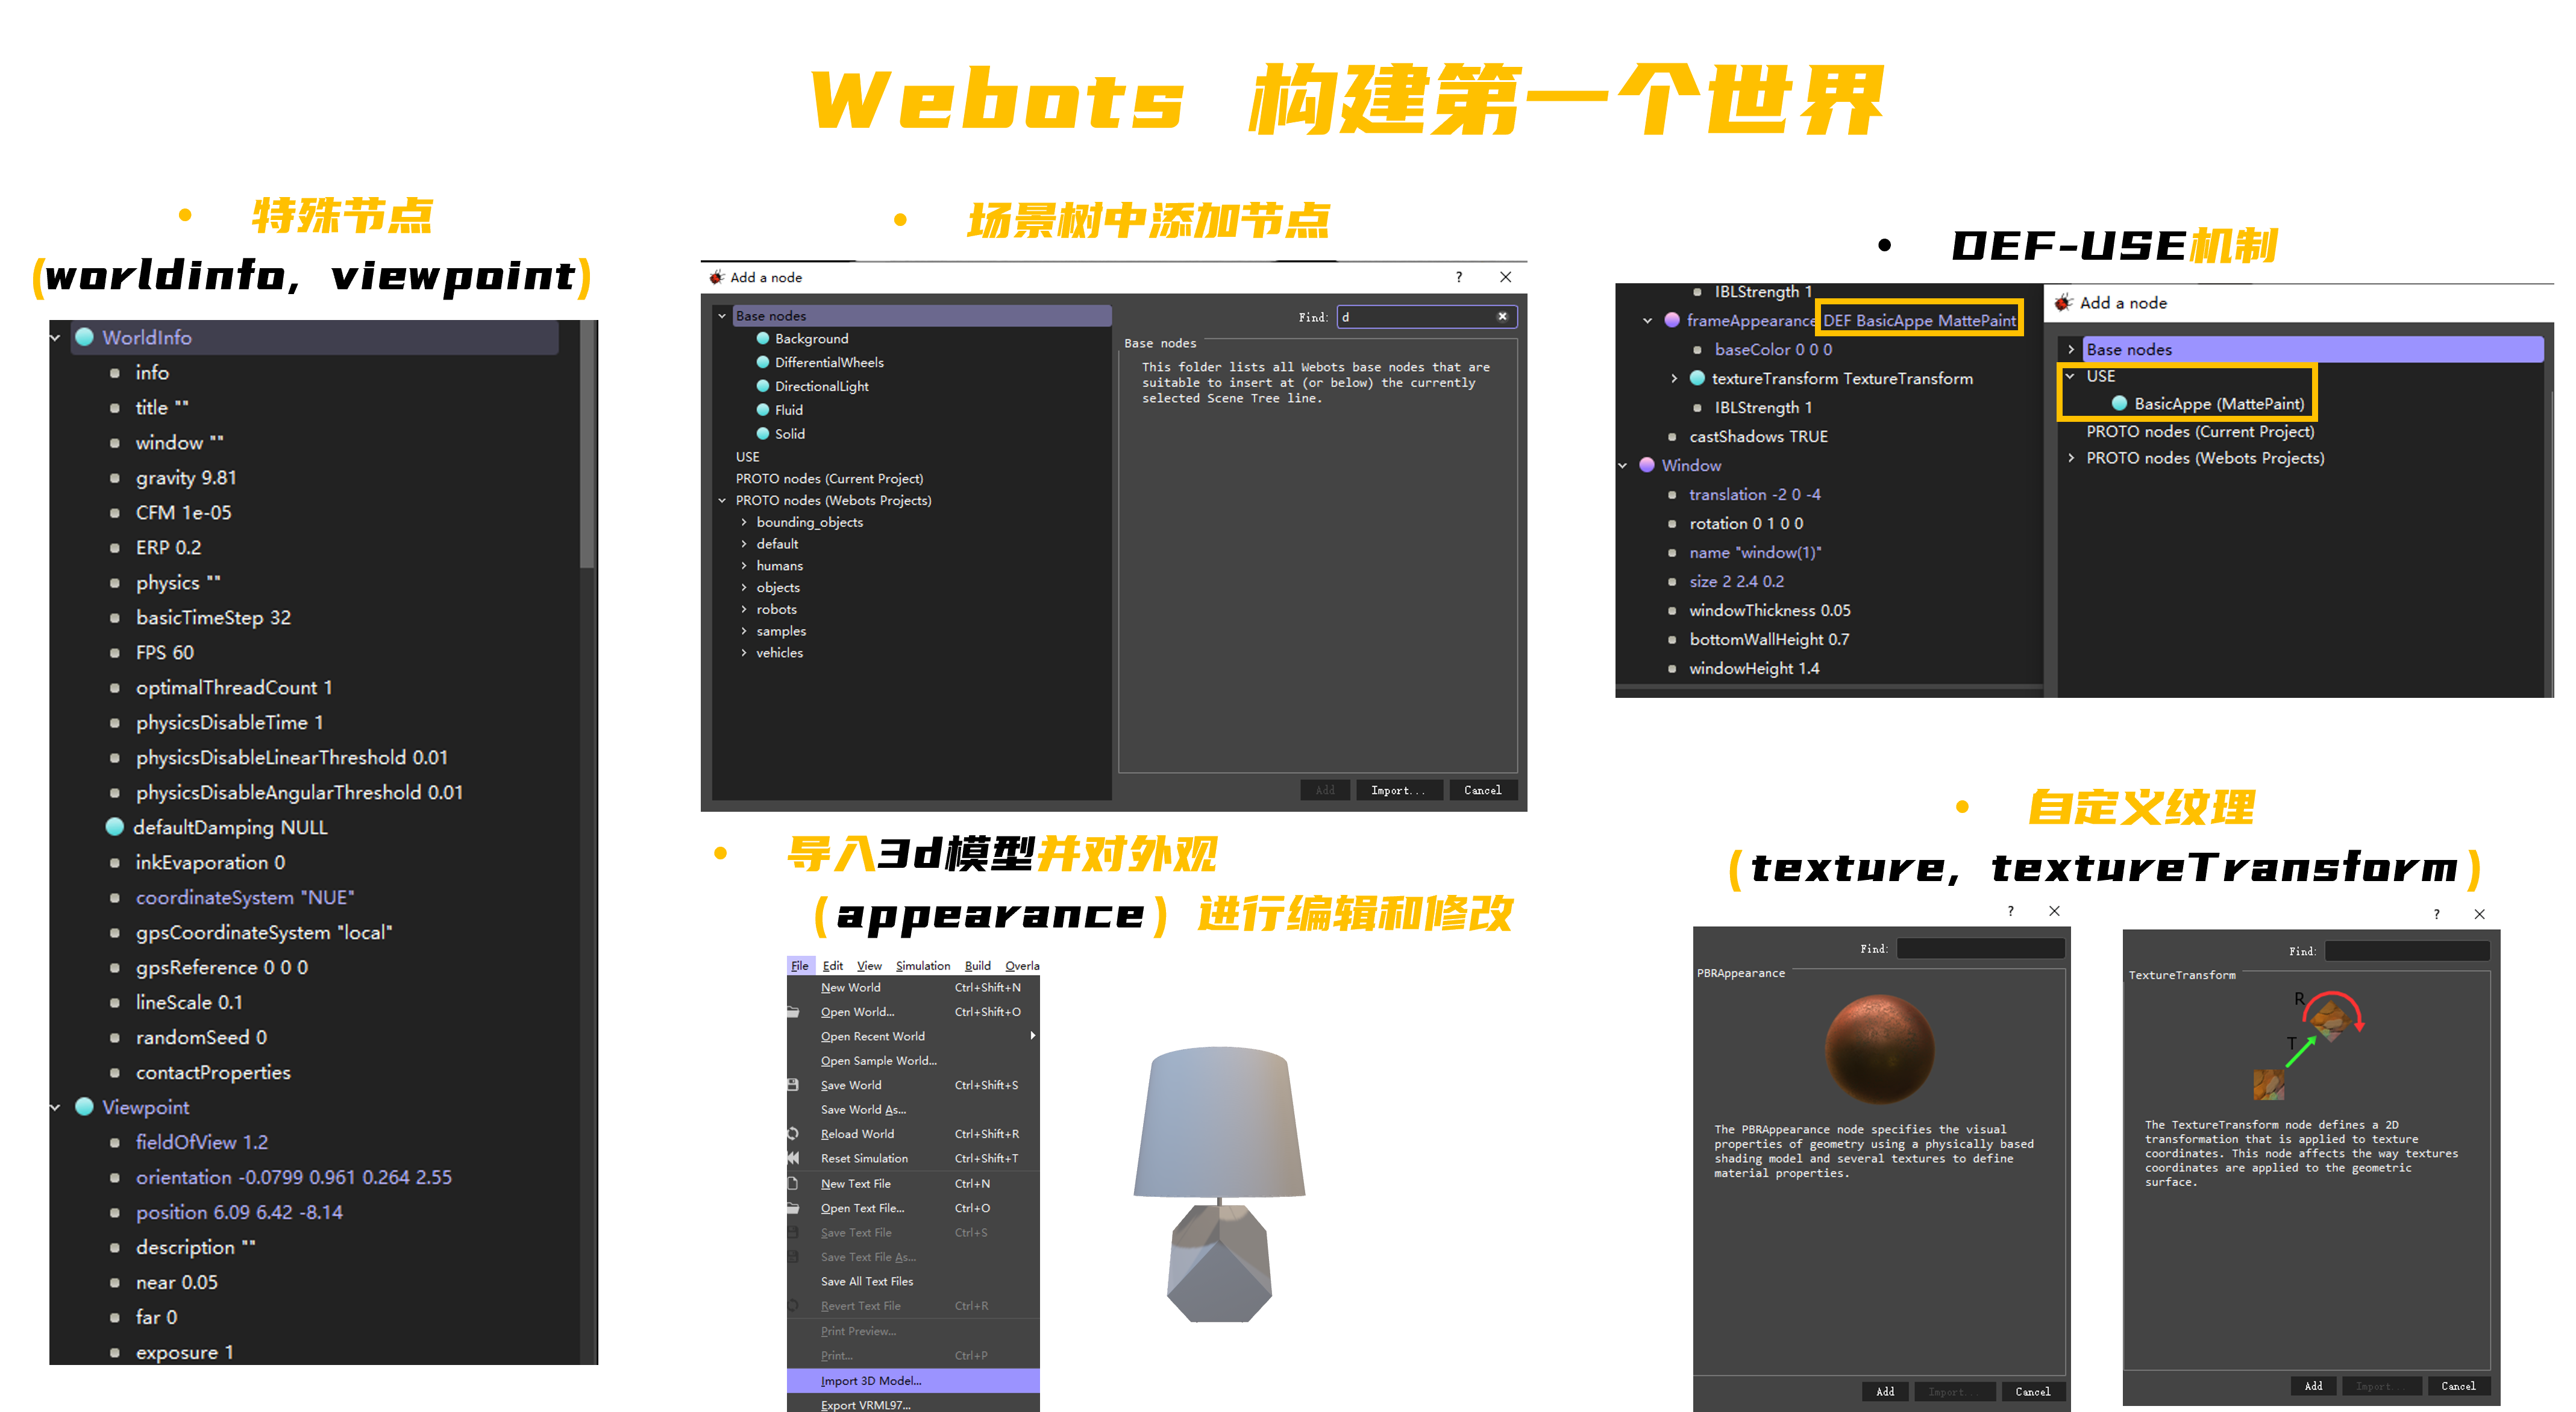 Webots 构建第一个世界
• 特殊节点
(worldinfo, viewpoint)
WorldInfo
info
title ""
window ""
gravity 9.81
CFM 1e-05
ERP 0.2
physics ""
basicTimeStep 32
FPS 60
optimalThreadCount 1
physicsDisableTime 1
physicsDisableLinearThreshold 0.01
physicsDisableAngularThreshold 0.01
defaultDamping NULL
inkEvaporation 0
coordinateSystem "NUE"
gpsCoordinateSystem "local"
gpsReference 0 0 0
lineScale 0.1
randomSeed 0
contactProperties
Viewpoint
fieldOfView 1.2
orientation -0.0799 0.961 0.264 2.55
position 6.09 6.42 -8.14
description ""
near 0.05
far 0
exposure 1
• 场景树中添加节点
Add a node
?
Base nodes
Background
DifferentialWheels
DirectionalLight
Fluid
Solid
USE
PROTO nodes (Current Project)
PROTO nodes (Webots Projects)
bounding_objects
default
humans
objects
robots
samples
vehicles
Find: d
Base nodes
This folder lists all Webots base nodes that are
suitable to insert at (or below) the currently
selected Scene Tree line.
Add Import... Cancel
• 导入3d模型并对外观
(appearance) 进行编辑和修改
File Edit View Simulation Build Overla
New World Ctrl+Shift+N
Open World... Ctrl+Shift+O
Open Recent World
Open Sample World...
Save World Ctrl+Shift+S
Save World As...
Reload World Ctrl+Shift+R
Reset Simulation Ctrl+Shift+T
New Text File Ctrl+N
Open Text File... Ctrl+O
Save Text File Ctrl+S
Save Text File As...
Save All Text Files
Revert Text File Ctrl+R
Print Preview...
Print... Ctrl+P
Import 3D Model...
Export VRML97...
• DEF-USE机制
IBLStrength 1
frameAppearance DEF BasicAppe MattePaint
baseColor 0 0 0
textureTransform TextureTransform
IBLStrength 1
castShadows TRUE
Window
translation -2 0 -4
rotation 0 1 0 0
name "window(1)"
size 2 2.4 0.2
windowThickness 0.05
bottomWallHeight 0.7
windowHeight 1.4
Add a node
Base nodes
USE
BasicAppe (MattePaint)
PROTO nodes (Current Project)
PROTO nodes (Webots Projects)
• 自定义纹理
(texture, textureTransform)
?
Find:
PBRAppearance
The PBRAppearance node specifies the visual
properties of geometry using a physically based
shading model and several textures to define
material properties.
Add Import... Cancel
?
Find:
TextureTransform
R
T
The TextureTransform node defines a 2D
transformation that is applied to texture
coordinates. This node affects the way textures
coordinates are applied to the geometric
surface.
Add Import... Cancel